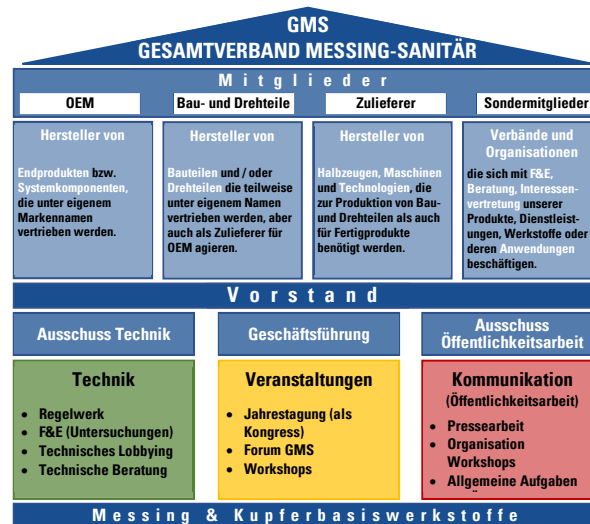 GMS
GESAMTVERBAND MESSING-SANITÄR
Mitglieder
OEM
Bau- und Drehteile
Zulieferer
Sondermitglieder
Hersteller von
Endprodukten bzw.
Systemkomponenten,
die unter eigenem
Markennamen
vertrieben werden.
Hersteller von
Bauteilen und / oder
Drehteilen die teilweise
unter eigenem Namen
vertrieben werden, aber
auch als Zulieferer für
OEM agieren.
Hersteller von
Halbzeugen, Maschinen
und Technologien, die
zur Produktion von Bau-
und Drehteilen als auch
für Fertigprodukte
benötigt werden.
Verbände und
Organisationen
die sich mit F&E,
Beratung, Interessen-
vertretung unserer
Produkte, Dienstleist-
ungen, Werkstoffe oder
deren Anwendungen
beschäftigen.
Vorstand
Ausschuss Technik
Geschäftsführung
Ausschuss
Öffentlichkeitsarbeit
Technik
• Regelwerk
• F&E (Untersuchungen)
• Technisches Lobbying
• Technische Beratung
Veranstaltungen
• Jahrestagung (als
Kongress)
• Forum GMS
• Workshops
Kommunikation
(Öffentlichkeitsarbeit)
• Pressearbeit
• Organisation
Workshops
• Allgemeine Aufgaben
Messing & Kupferbasiswerkstoffe